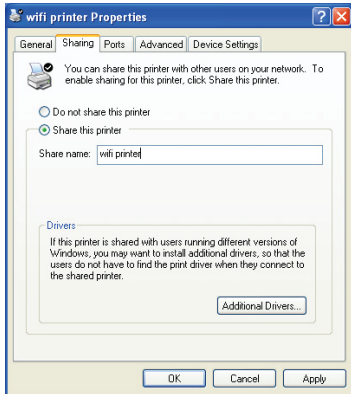 wifi printer Properties
General Sharing Ports Advanced Device Settings
You can share this printer with other users on your network. To
enable sharing for this printer, click Share this printer.
Do not share this printer
Share this printer
Share name: wifi printer
Drivers
If this printer is shared with users running different versions of
Windows, you may want to install additional drivers, so that the
users do not have to find the print driver when they connect to
the shared printer.
Additional Drivers...
OK Cancel Apply